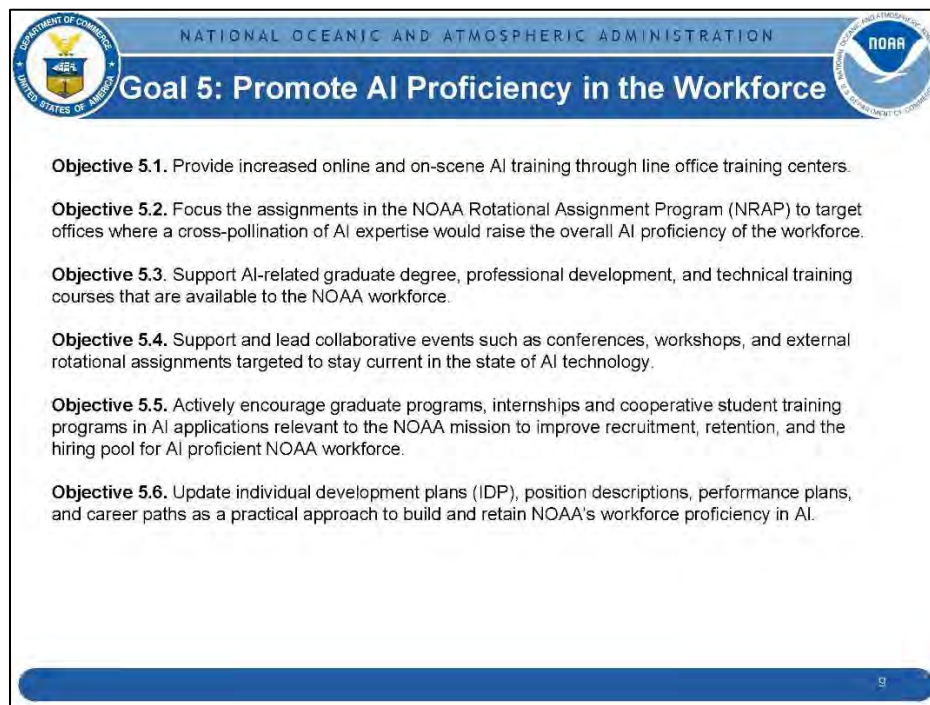 NATIONAL OCEANIC AND ATMOSPHERIC ADMINISTRATION
DEPARTMENT OF COMMERCE
UNITED STATES OF AMERICA
NOAA
Goal 5: Promote AI Proficiency in the Workforce
Objective 5.1. Provide increased online and on-scene AI training through line office training centers.
Objective 5.2. Focus the assignments in the NOAA Rotational Assignment Program (NRAP) to target
offices where a cross-pollination of AI expertise would raise the overall AI proficiency of the workforce.
Objective 5.3. Support AI-related graduate degree, professional development, and technical training
courses that are available to the NOAA workforce.
Objective 5.4. Support and lead collaborative events such as conferences, workshops, and external
rotational assignments targeted to stay current in the state of AI technology.
Objective 5.5. Actively encourage graduate programs, internships and cooperative student training
programs in AI applications relevant to the NOAA mission to improve recruitment, retention, and the
hiring pool for AI proficient NOAA workforce.
Objective 5.6. Update individual development plans (IDP), position descriptions, performance plans,
and career paths as a practical approach to build and retain NOAA's workforce proficiency in AI.
9